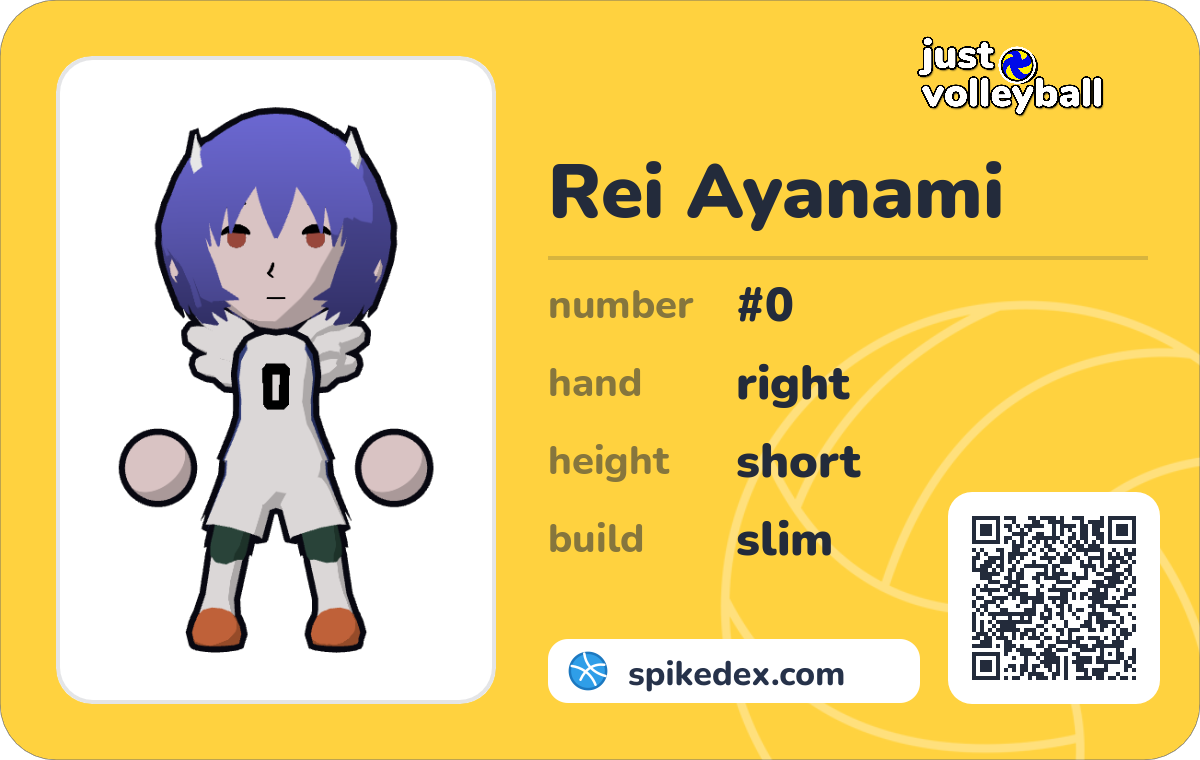 just
volleyball
Rei Ayanami
number #0
hand right
height short
build slim
0
spikedex.com